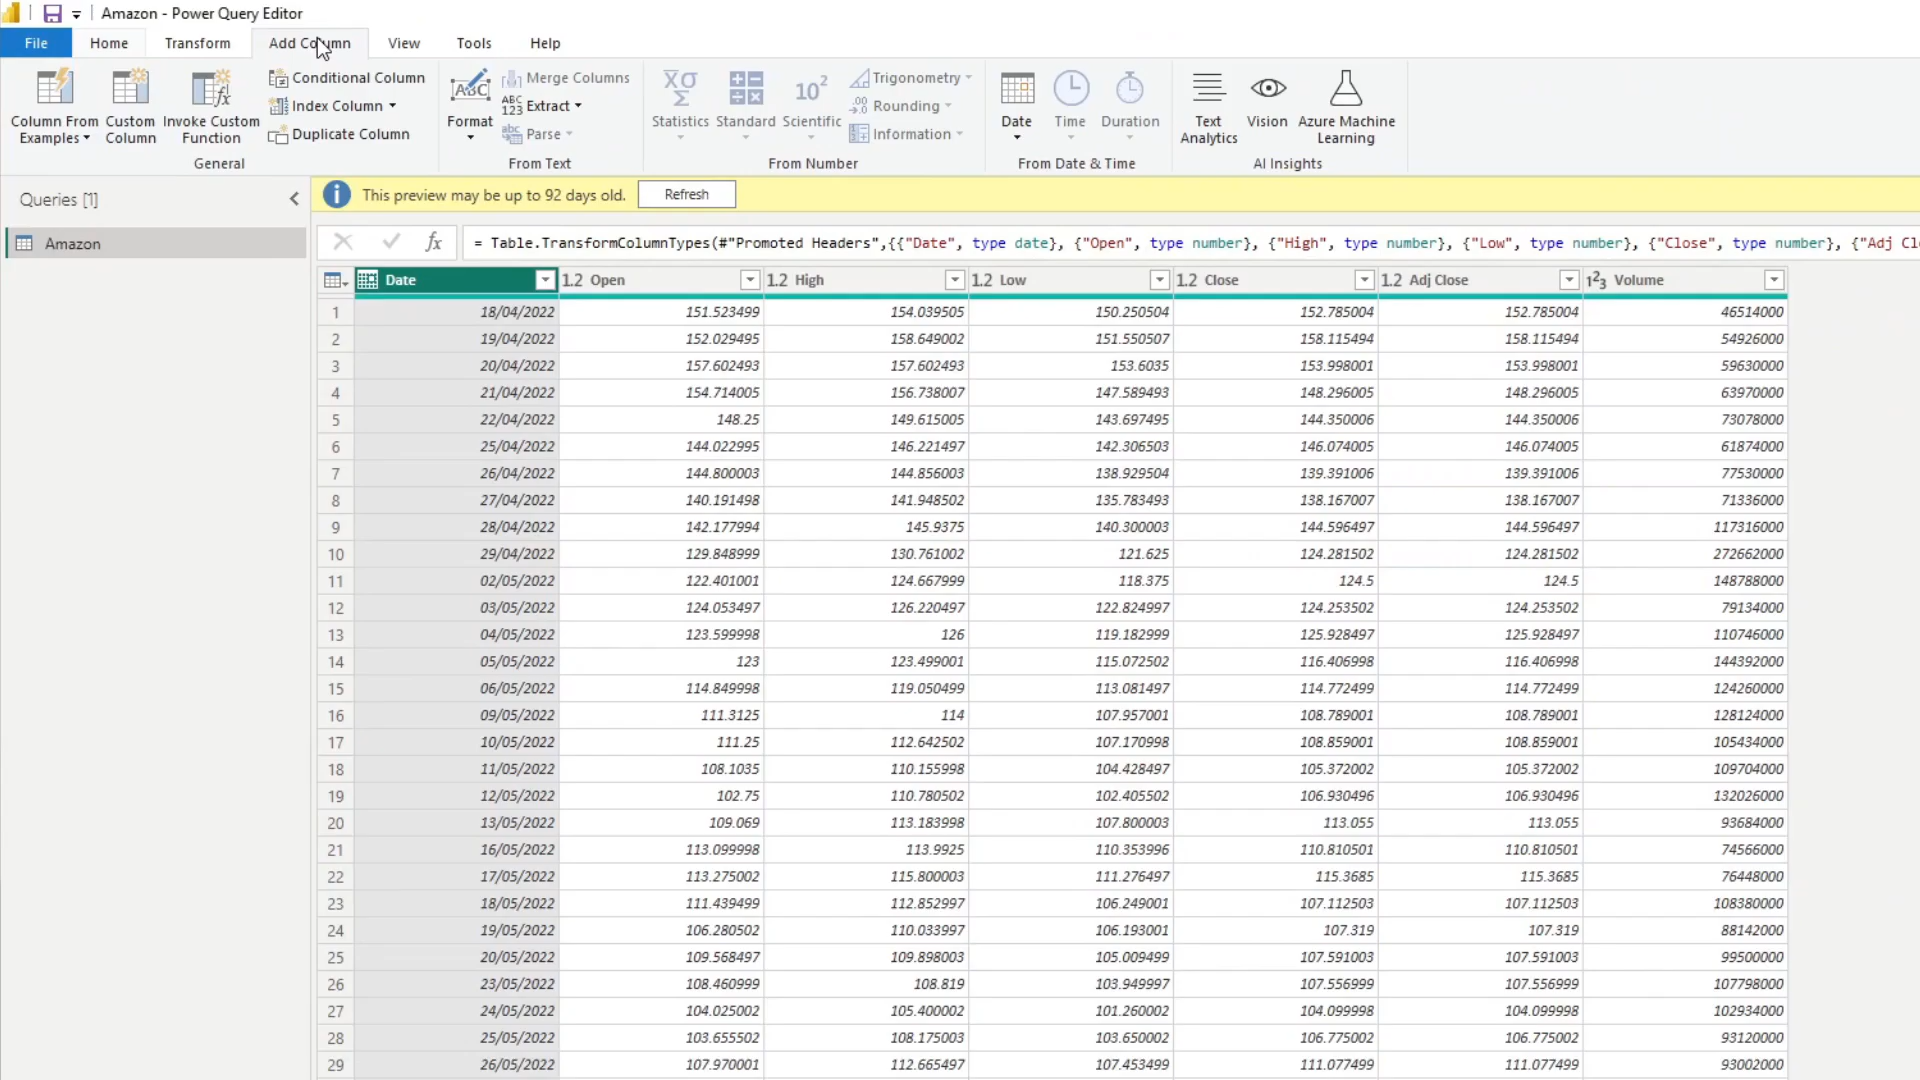 Amazon - Power Query Editor
File Home Transform Add Column View Tools Help
Column From Examples
Custom Column
Invoke Custom Function
Conditional Column
Index Column
Duplicate Column
General
Format
Merge Columns
Extract
Parse
From Text
Statistics
Standard
Scientific
Trigonometry
Rounding
Information
From Number
Date
Time
Duration
From Date & Time
Text Analytics
Vision
Azure Machine Learning
AI Insights
Queries [1]
This preview may be up to 92 days old. Refresh
Amazon
= Table.TransformColumnTypes(#"Promoted Headers",{{"Date", type date}, {"Open", type number}, {"High", type number}, {"Low", type number}, {"Close", type number}, {"Adj Cl
Date 1.2 Open 1.2 High 1.2 Low 1.2 Close 1.2 Adj Close 123 Volume
1 18/04/2022 151.523499 154.039505 150.250504 152.785004 152.785004 46514000
2 19/04/2022 152.029495 158.649002 151.550507 158.115494 158.115494 54926000
3 20/04/2022 157.602493 157.602493 153.6035 153.998001 153.998001 59630000
4 21/04/2022 154.714005 156.738007 147.589493 148.296005 148.296005 63970000
5 22/04/2022 148.25 149.615005 143.697495 144.350006 144.350006 73078000
6 25/04/2022 144.022995 146.221497 142.306503 146.074005 146.074005 61874000
7 26/04/2022 144.800003 144.856003 138.929504 139.391006 139.391006 77530000
8 27/04/2022 140.191498 141.948502 135.783493 138.167007 138.167007 71336000
9 28/04/2022 142.177994 145.9375 140.300003 144.596497 144.596497 117316000
10 29/04/2022 129.848999 130.761002 121.625 124.281502 124.281502 272662000
11 02/05/2022 122.401001 124.667999 118.375 124.5 124.5 148788000
12 03/05/2022 124.053497 126.220497 122.824997 124.253502 124.253502 79134000
13 04/05/2022 123.599998 126 119.182999 125.928497 125.928497 110746000
14 05/05/2022 123 123.499001 115.072502 116.406998 116.406998 144392000
15 06/05/2022 114.849998 119.050499 113.081497 114.772499 114.772499 124260000
16 09/05/2022 111.3125 114 107.957001 108.789001 108.789001 128124000
17 10/05/2022 111.25 112.642502 107.170998 108.859001 108.859001 105434000
18 11/05/2022 108.1035 110.155998 104.428497 105.372002 105.372002 109704000
19 12/05/2022 102.75 110.780502 102.405502 106.930496 106.930496 132026000
20 13/05/2022 109.069 113.183998 107.800003 113.055 113.055 93684000
21 16/05/2022 113.099998 113.9925 110.353996 110.810501 110.810501 74566000
22 17/05/2022 113.275002 115.800003 111.276497 115.3685 115.3685 76448000
23 18/05/2022 111.439499 112.852997 106.249001 107.112503 107.112503 108380000
24 19/05/2022 106.280502 110.033997 106.193001 107.319 107.319 88142000
25 20/05/2022 109.568497 109.898003 105.009499 107.591003 107.591003 99500000
26 23/05/2022 108.460999 108.819 103.949997 107.556999 107.556999 107798000
27 24/05/2022 104.025002 105.400002 101.260002 104.099998 104.099998 102934000
28 25/05/2022 103.655502 108.175003 103.650002 106.775002 106.775002 93120000
29 26/05/2022 107.970001 112.665497 107.453499 111.077499 111.077499 93002000